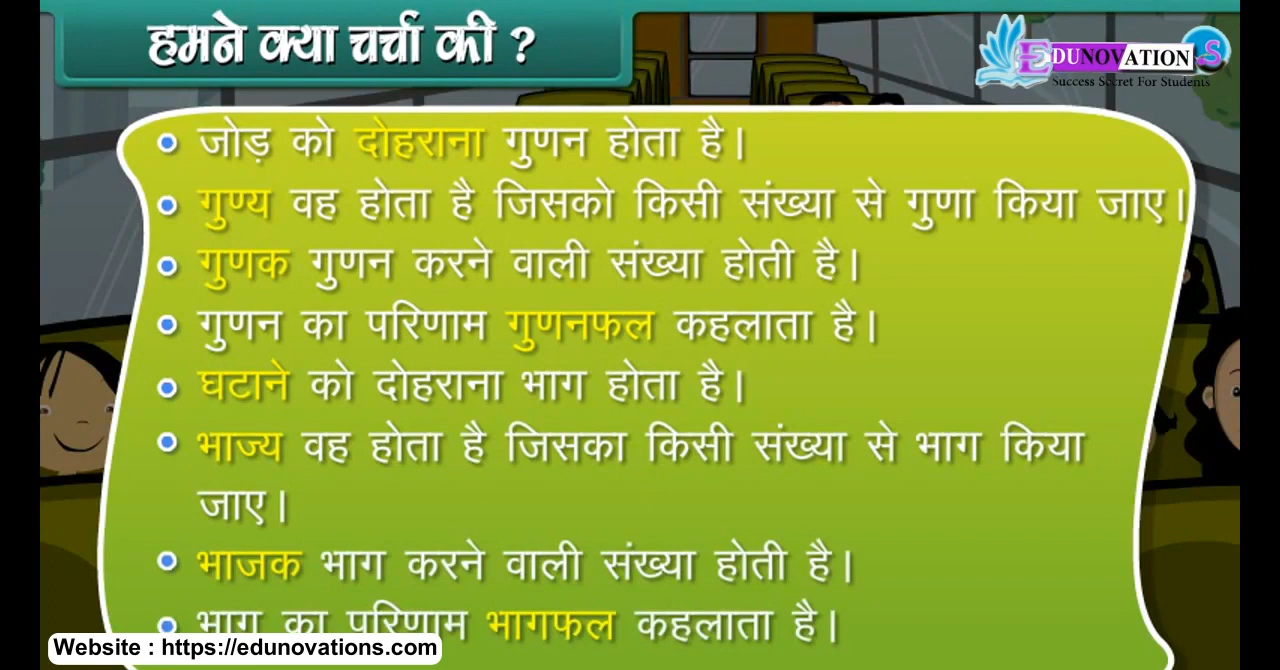 हमने क्या चर्चा की ?
EDUNOVATION S
Success Secret For Students
जोड़ को दोहराना गुणन होता है।
गुण्य वह होता है जिसको किसी संख्या से गुणा किया जाए।
गुणक गुणन करने वाली संख्या होती है।
गुणन का परिणाम गुणनफल कहलाता है।
घटाने को दोहराना भाग होता है।
भाज्य वह होता है जिसका किसी संख्या से भाग किया
जाए।
भाजक भाग करने वाली संख्या होती है।
भाग का परिणाम भागफल कहलाता है।
Website : https://edunovations.com